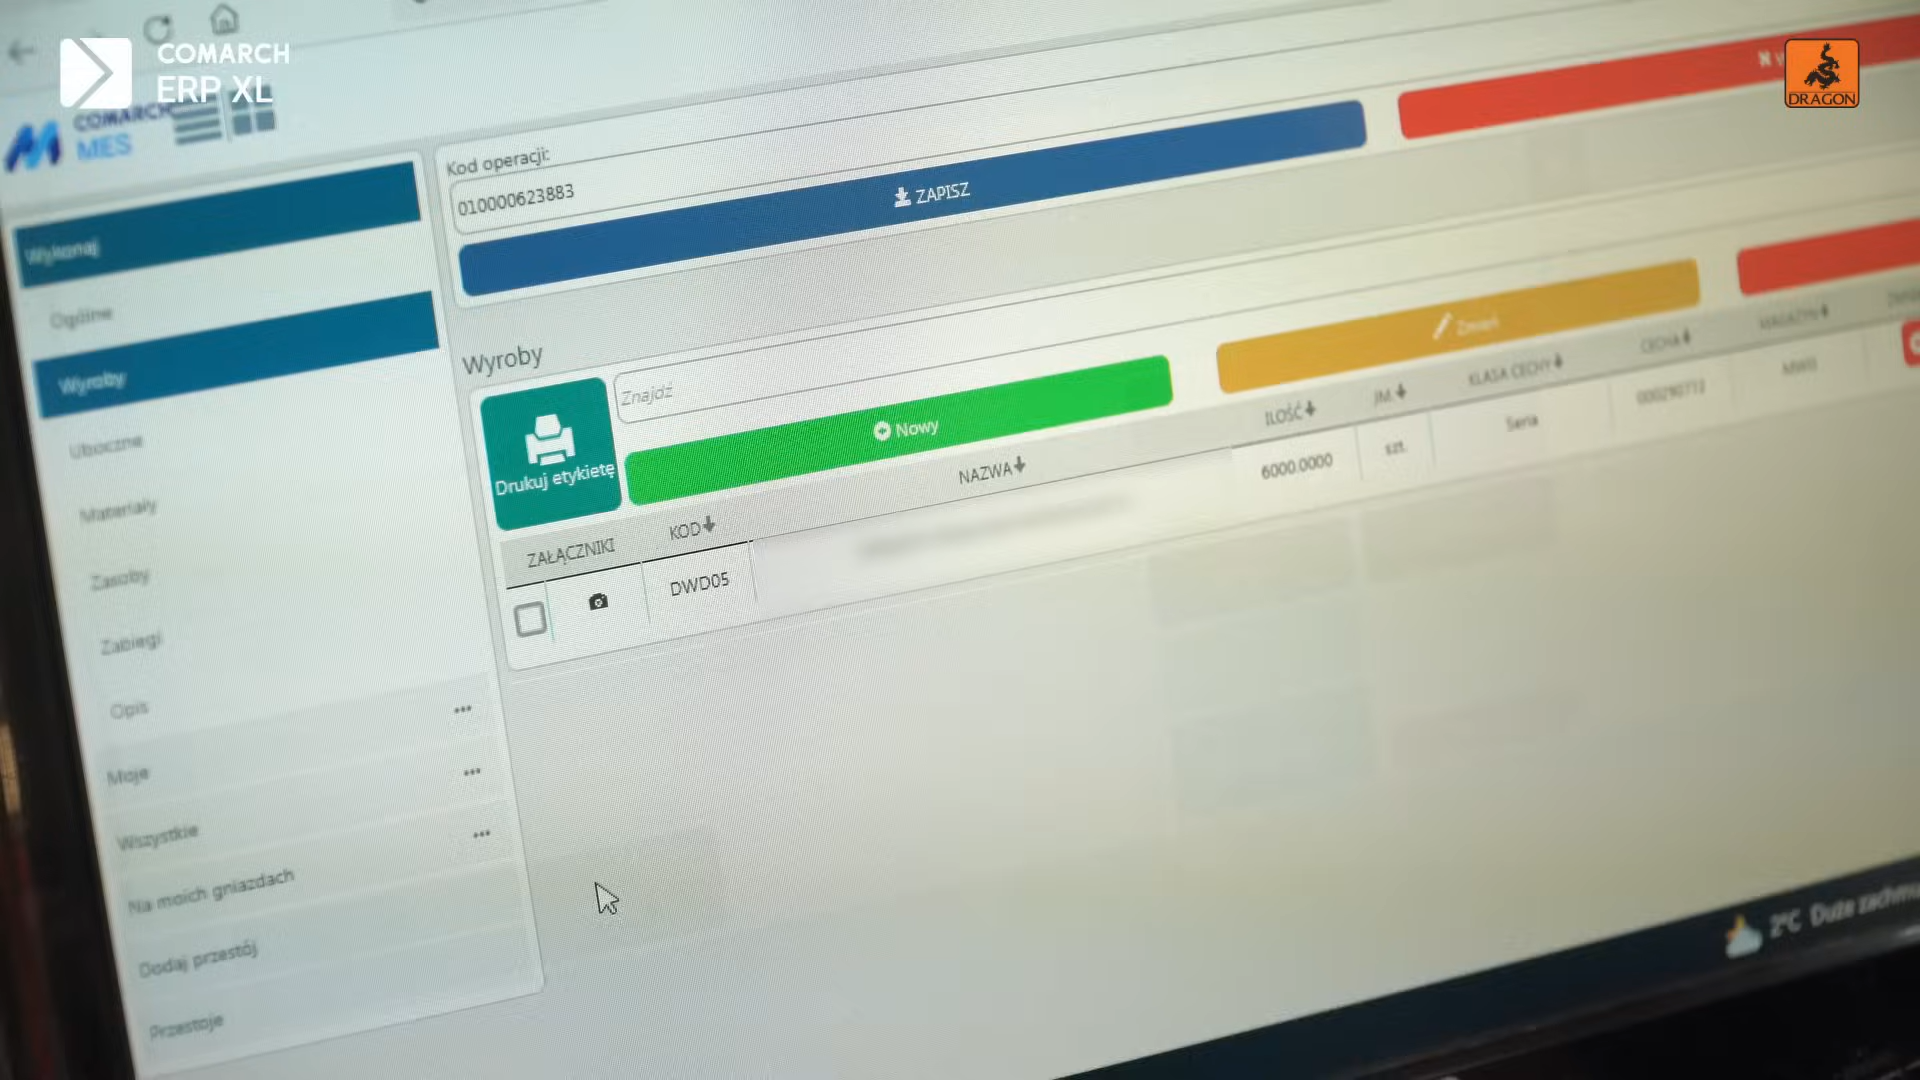 COMARCH
ERP XL
DRAGON
COMARCH
MES
Wykonaj
Ogólne
Wyroby
Uboczne
Materiały
Zasoby
Zabiegi
Opis
Moje
Wszystkie
Na moich gniazdach
Dodaj przestój
Przestoje
Kod operacji:
010000623883
ZAPISZ
Wyroby
Drukuj etykietę
Znajdź
Nowy
Zmień
ZAŁĄCZNIKI KOD NAZWA ILOŚĆ JM. KLASA CECHY CECHA MAGAZYN
DWD05 6000.0000 szt. Seria
2°C Duże